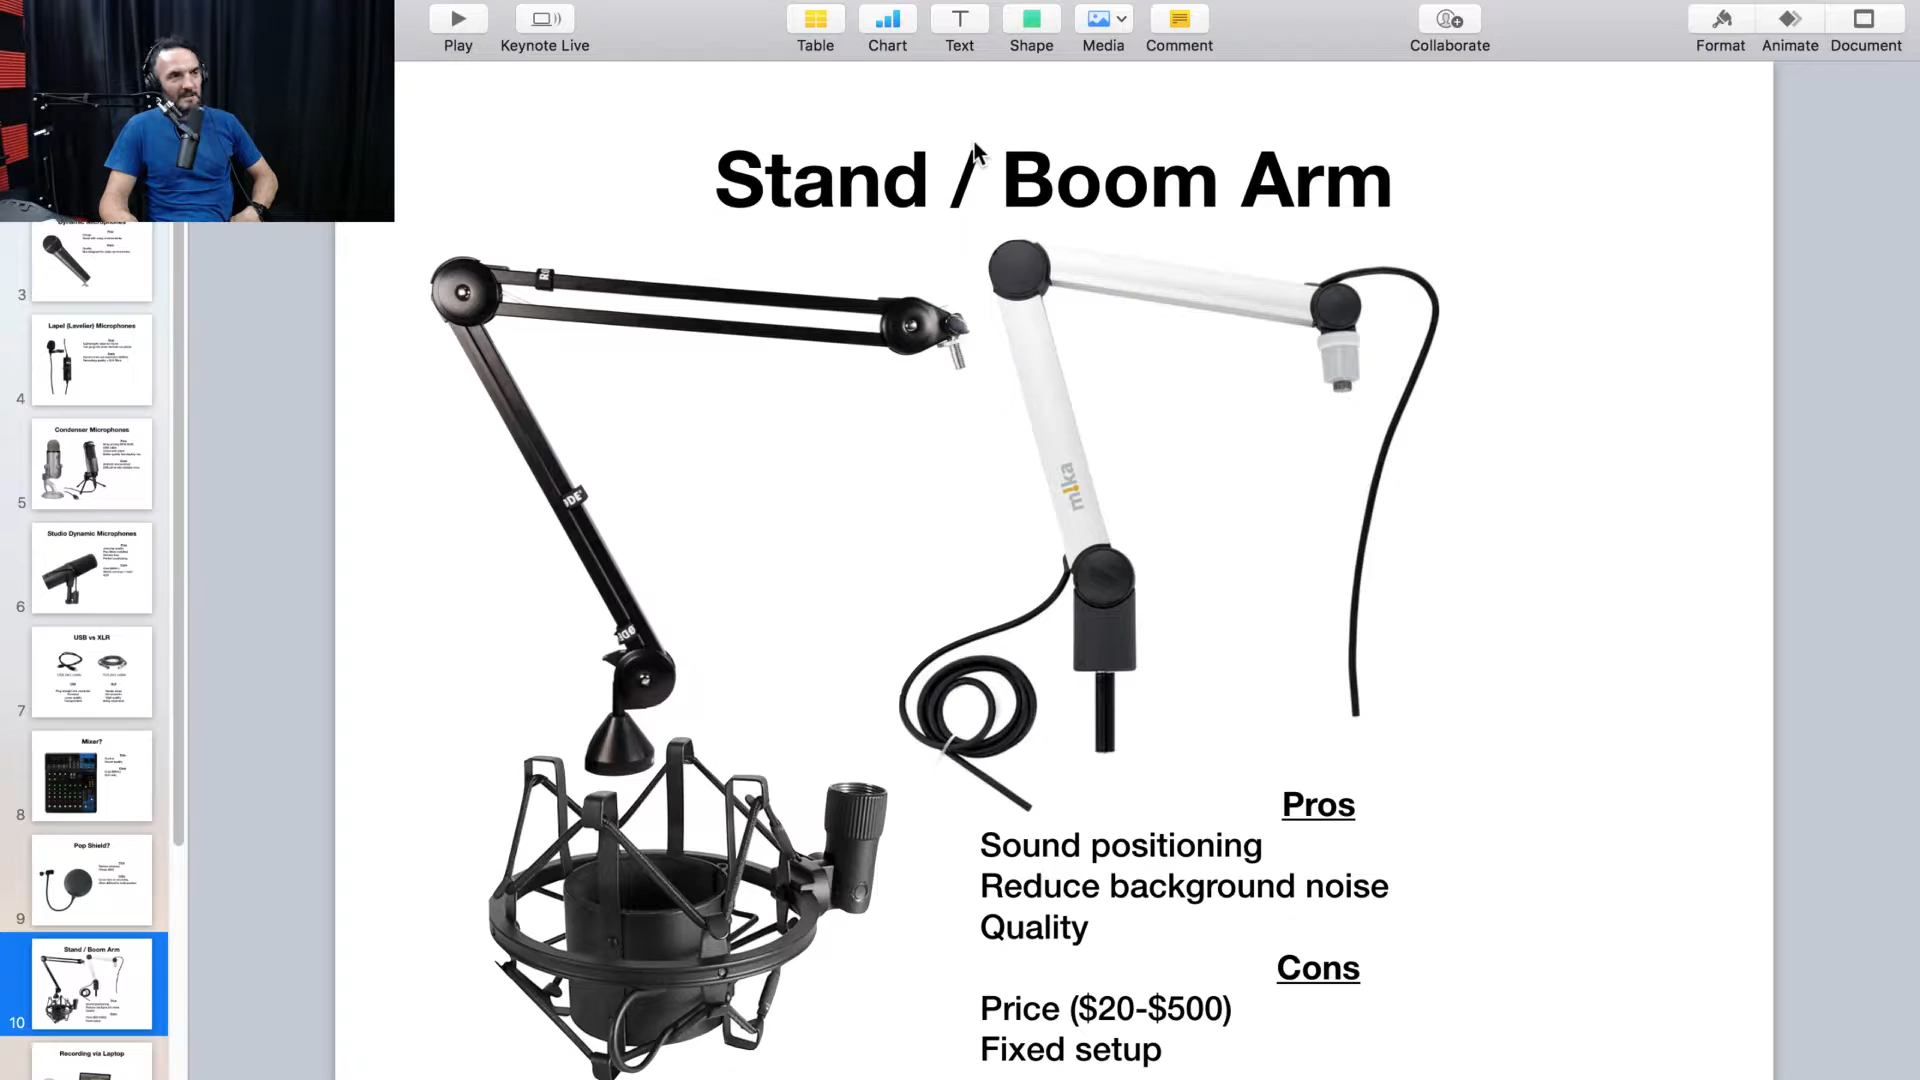 Play
Keynote Live
Table
Chart
Text
Shape
Media
Comment
Collaborate
Format
Animate
Document
Stand / Boom Arm
mika
Pros
Sound positioning
Reduce background noise
Quality
Cons
Price ($20-$500)
Fixed setup
3
Lapel (Lavelier) Microphones
4
Condenser Microphones
5
Studio Dynamic Microphones
6
USB vs XLR
7
Mixer?
8
Pop Shield?
9
Stand / Boom Arm
10
Recording via Laptop